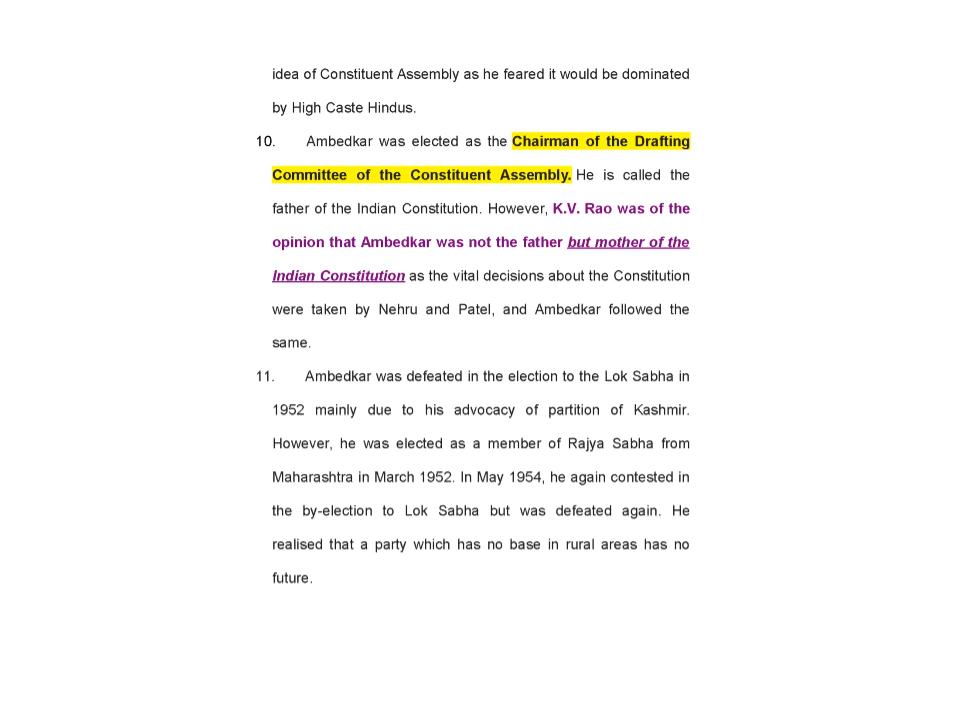 idea of Constituent Assembly as he feared it would be dominated
by High Caste Hindus.
10. Ambedkar was elected as the Chairman of the Drafting
Committee of the Constituent Assembly. He is called the
father of the Indian Constitution. However, K.V. Rao was of the
opinion that Ambedkar was not the father but mother of the
Indian Constitution as the vital decisions about the Constitution
were taken by Nehru and Patel, and Ambedkar followed the
same.
11. Ambedkar was defeated in the election to the Lok Sabha in
1952 mainly due to his advocacy of partition of Kashmir.
However, he was elected as a member of Rajya Sabha from
Maharashtra in March 1952. In May 1954, he again contested in
the by-election to Lok Sabha but was defeated again. He
realised that a party which has no base in rural areas has no
future.